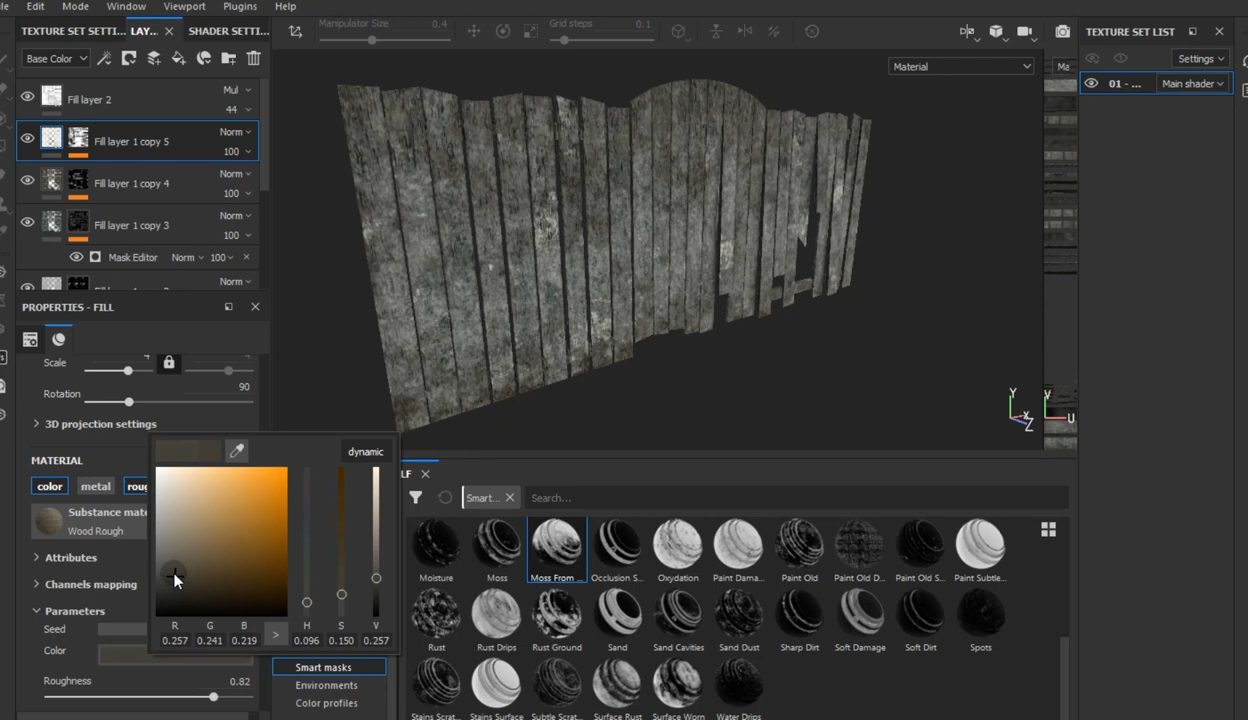 Edit Mode Window Viewport Plugins Help
TEXTURE SET SETTI... LAY... SHADER SETTI...
Manipulator Size 0.4 Grid steps 0.1
TEXTURE SET LIST
Base Color
Material
Settings
01 - ... Main shader
Fill layer 2 Mul 44
Fill layer 1 copy 5 Norm 100
Fill layer 1 copy 4 Norm 100
Fill layer 1 copy 3 Norm 100
Mask Editor Norm 100
Norm
PROPERTIES - FILL
Scale
Rotation 90
3D projection settings
MATERIAL
color metal roug
Substance mate
Wood Rough
Attributes
Channels mapping
Parameters
Seed
Color
Roughness 0.82
dynamic
R G B H S V
0.257 0.241 0.219 > 0.096 0.150 0.257
Y
X
Z
V
U
LF
Smart... Search...
Moisture Moss Moss From ... Occlusion S... Oxydation Paint Dama... Paint Old Paint Old D... Paint Old S... Paint Subtle...
Rust Rust Drips Rust Ground Sand Sand Cavities Sand Dust Sharp Dirt Soft Damage Soft Dirt Spots
Stains Scrat... Stains Surface Subtle Scrat... Surface Rust Surface Worn Water Drips
Smart masks
Environments
Color profiles